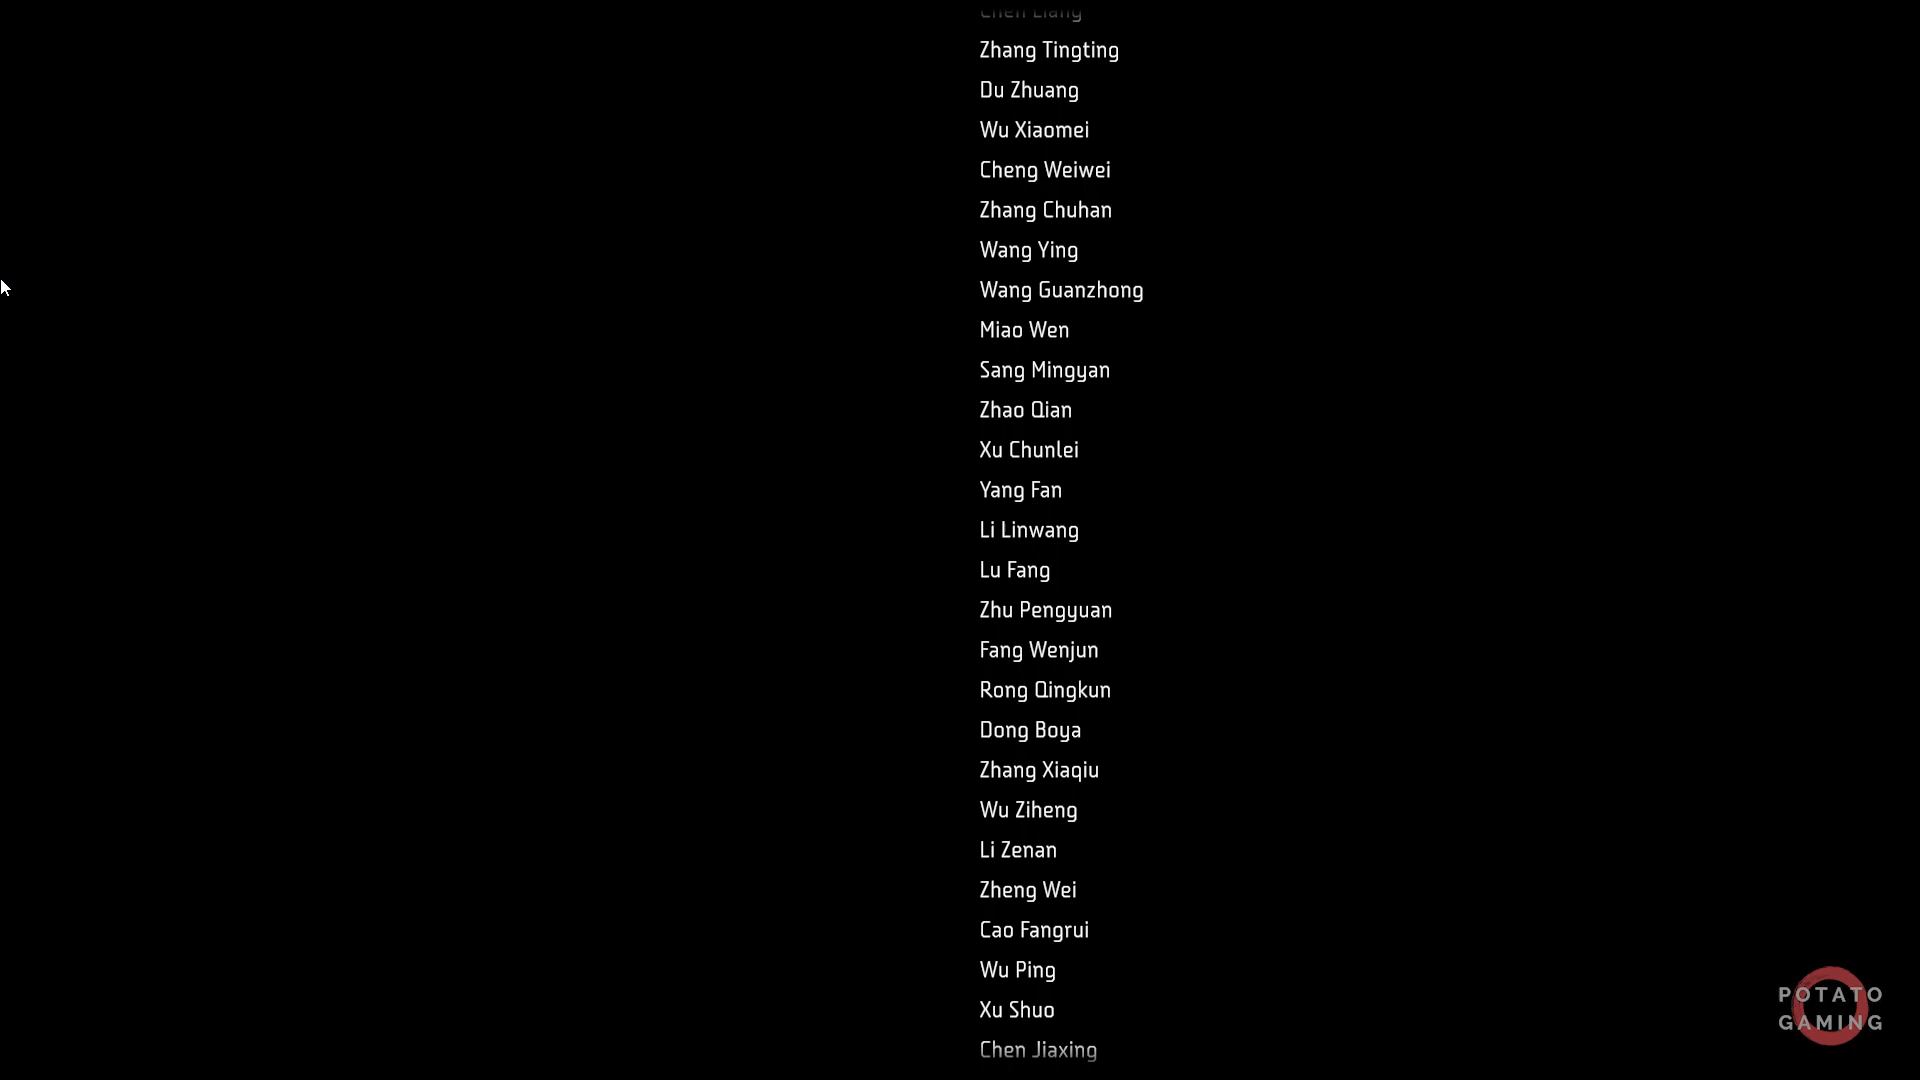 Chen Liang
Zhang Tingting
Du Zhuang
Wu Xiaomei
Cheng Weiwei
Zhang Chuhan
Wang Ying
Wang Guanzhong
Miao Wen
Sang Mingyan
Zhao Qian
Xu Chunlei
Yang Fan
Li Linwang
Lu Fang
Zhu Pengyuan
Fang Wenjun
Rong Qingkun
Dong Boya
Zhang Xiaqiu
Wu Ziheng
Li Zenan
Zheng Wei
Cao Fangrui
Wu Ping
Xu Shuo
Chen Jiaxing
POTATO
GAMING